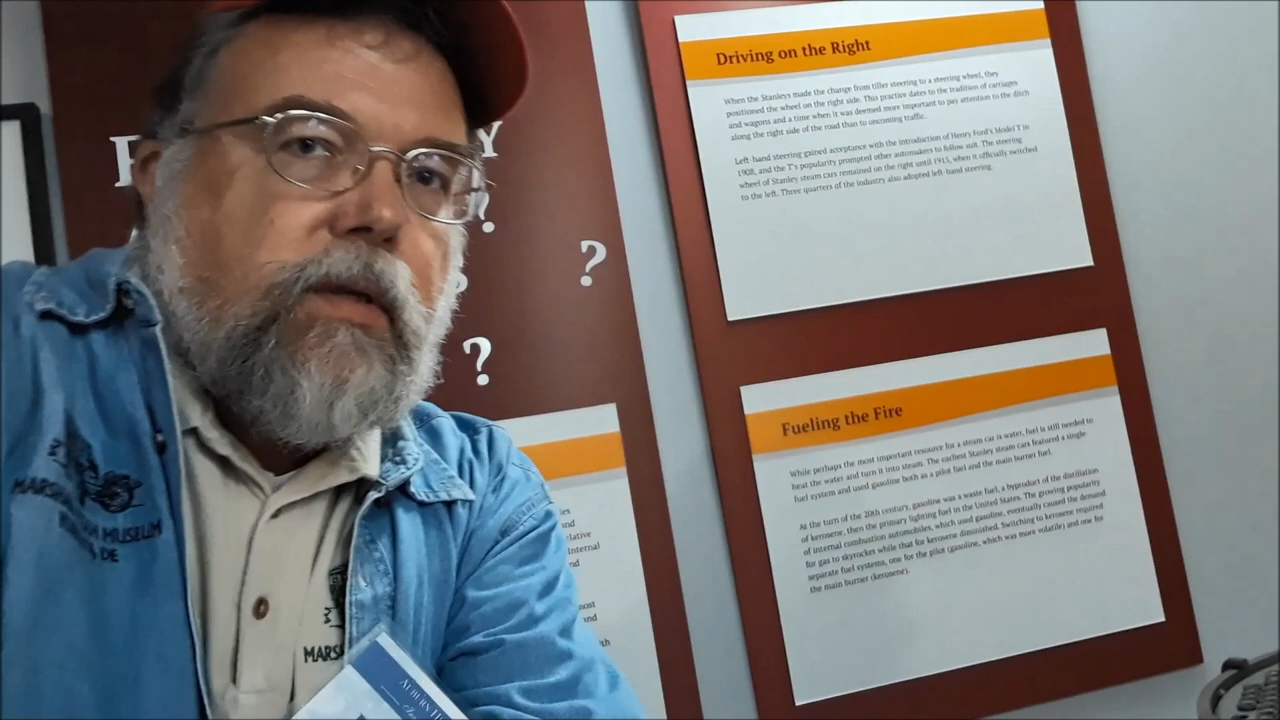 Y
?
?
?
Driving on the Right
When the Stanleys made the change from tiller steering to a steering wheel, they
positioned the wheel on the right side. This practice dates to the tradition of carriages
and wagons and a time when it was deemed more important to pay attention to the ditch
along the right side of the road than to oncoming traffic.
Left-hand steering gained acceptance with the introduction of Henry Ford's Model T in
1908, and the T's popularity prompted other automakers to follow suit. The steering
wheel of Stanley steam cars remained on the right until 1915, when it officially switched
to the left. Three quarters of the industry also adopted left-hand steering.
Fueling the Fire
While perhaps the most important resource for a steam car is water, fuel is still needed to
heat the water and turn it into steam. The earliest Stanley steam cars featured a single-
fuel system and used gasoline both as a pilot fuel and the main burner fuel.
At the turn of the 20th century, gasoline was a waste fuel, a byproduct of the distillation
of kerosene, then the primary lighting fuel in the United States. The growing popularity
of internal combustion automobiles, which used gasoline, eventually caused the demand
for gas to skyrocket while that for kerosene diminished. Switching to kerosene required
separate fuel systems, one for the pilot (gasoline, which was more volatile) and one for
the main burner (kerosene).
and
lative
Internal
and
MARS
MUSEUM
DE
MARS
AUBURN H